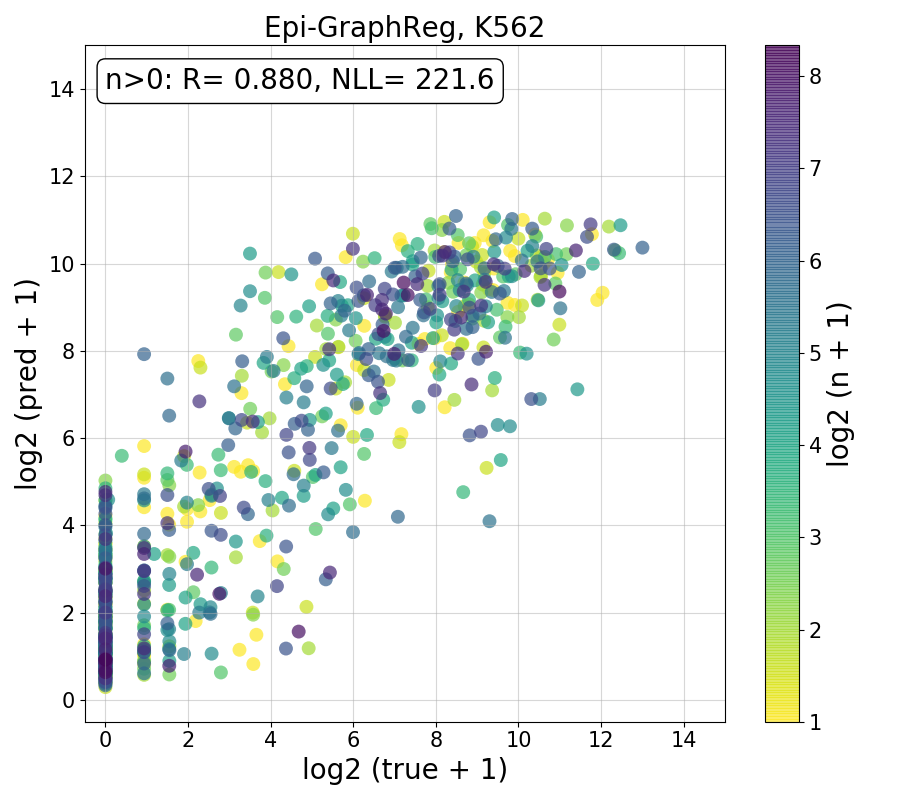 Epi-GraphReg, K562
n>0: R= 0.880, NLL= 221.6
log2 (pred + 1)
14
12
10
8
6
4
2
0
0 2 4 6 8 10 12 14
log2 (true + 1)
8
7
6
5
4
3
2
1
log2 (n + 1)